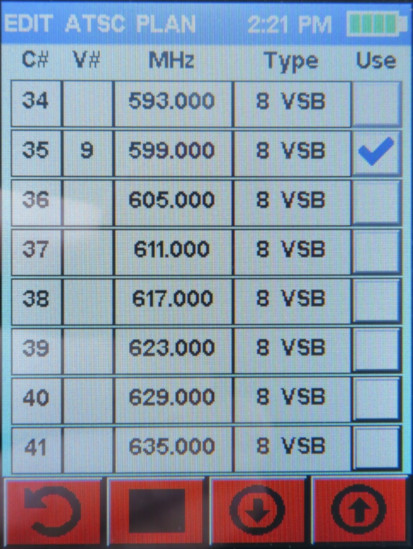 EDIT ATSC PLAN 2:21 PM
C# V# MHz Type Use
34 593.000 8 VSB
35 9 599.000 8 VSB
36 605.000 8 VSB
37 611.000 8 VSB
38 617.000 8 VSB
39 623.000 8 VSB
40 629.000 8 VSB
41 635.000 8 VSB